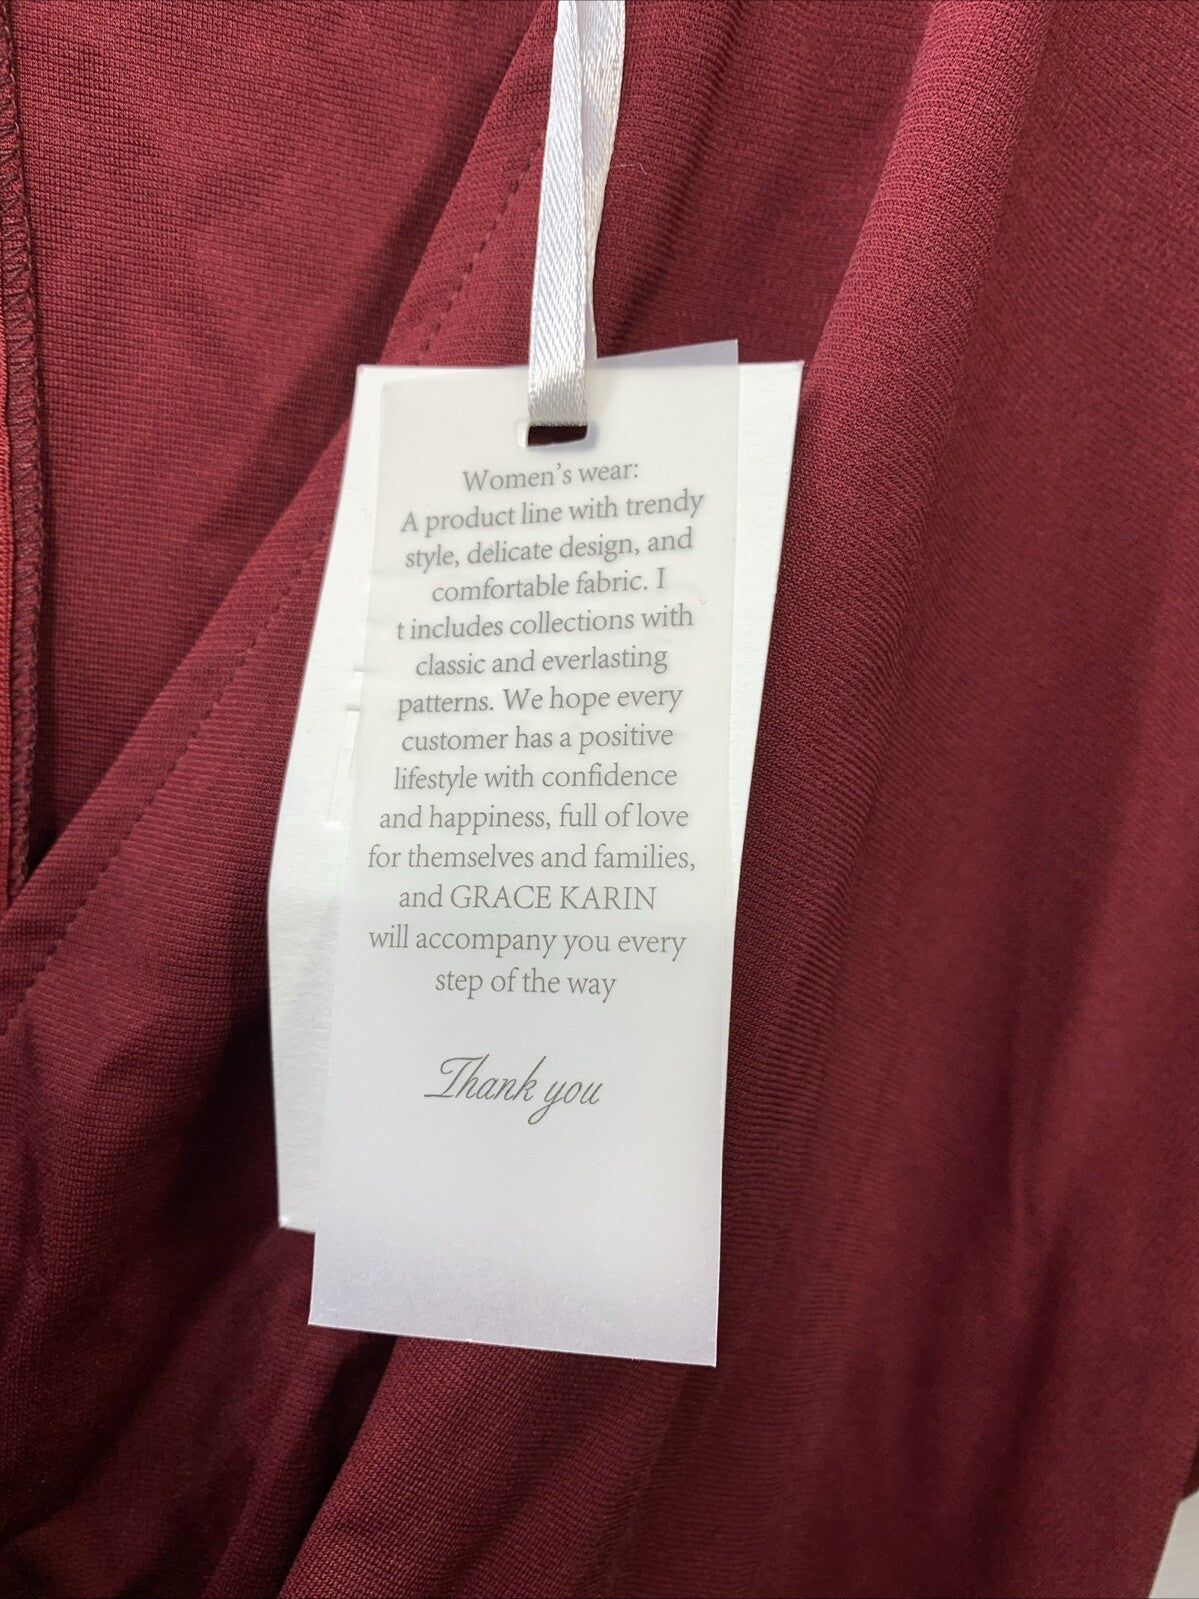 Women's wear:
A product line with trendy
style, delicate design, and
comfortable fabric. I
t includes collections with
classic and everlasting
patterns. We hope every
customer has a positive
lifestyle with confidence
and happiness, full of love
for themselves and families,
and GRACE KARIN
will accompany you every
step of the way
Thank you